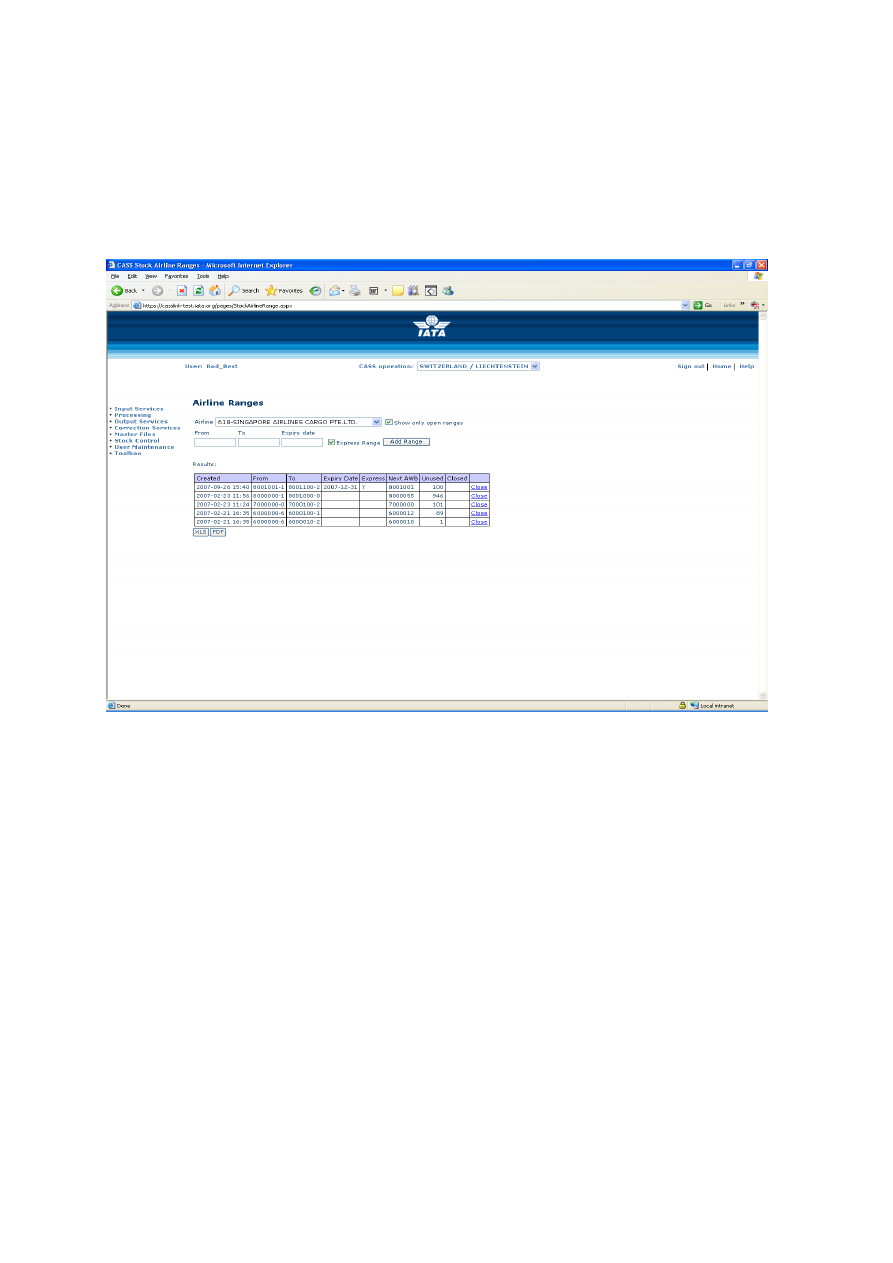 CASS Stock Airline Ranges - Microsoft Internet Explorer
File Edit View Favorites Tools Help
Back Search Favorites
Address https://casslink-test.iata.org/pages/StockAirlineRange.aspx Go Links »
IATA
User: Rod_Best CASS operation: SWITZERLAND / LIECHTENSTEIN Sign out | Home | Help
Airline Ranges
+ Input Services
+ Processing
+ Output Services
+ Correction Services
+ Master Files
+ Stock Control
+ User Maintenance
+ Toolbox
Airline 618-SINGAPORE AIRLINES CARGO PTE.LTD. Show only open ranges
From To Expiry date
Express Range Add Range
Results:
Created From To Expiry Date Express Next AWB Unused Closed
2007-09-26 15:40 8001001-1 8001100-2 2007-12-31 Y 8001001 100 Close
2007-02-23 11:56 8000000-1 8001000-0 8000055 946 Close
2007-02-23 11:24 7000000-0 7000100-2 7000000 101 Close
2007-02-21 16:35 6000000-6 6000100-1 6000012 89 Close
2007-02-21 16:35 6000000-6 6000010-2 6000010 1 Close
XLS PDF
Done Local intranet